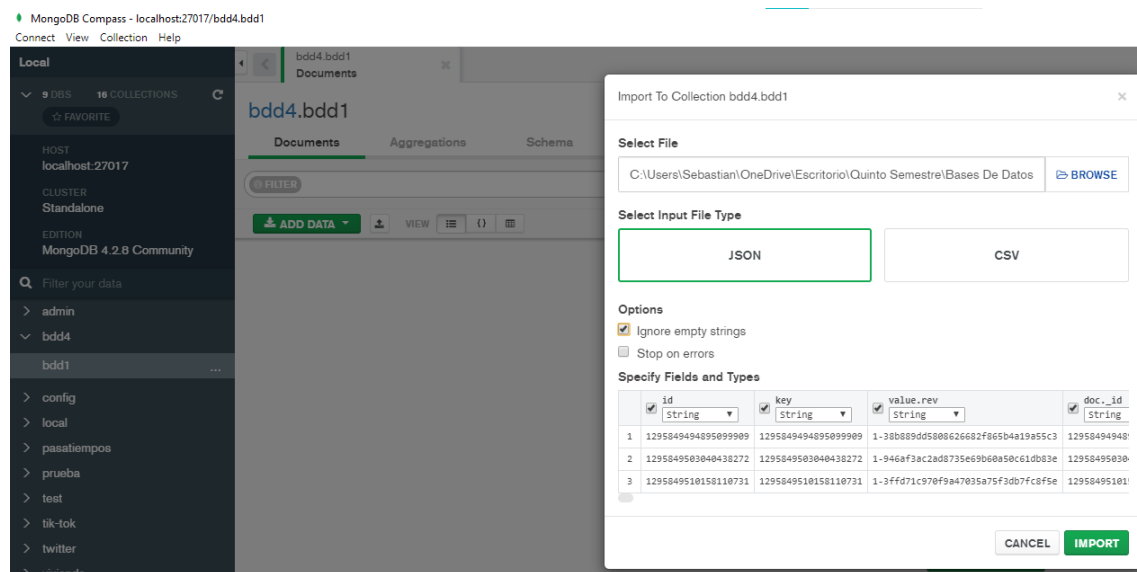 MongoDB Compass - localhost:27017/bdd4.bdd1
Connect View Collection Help
Local
9 DBS 16 COLLECTIONS
FAVORITE
HOST
localhost:27017
CLUSTER
Standalone
EDITION
MongoDB 4.2.8 Community
Filter your data
admin
bdd4
bdd1
...
config
local
pasatiempos
prueba
test
tik-tok
twitter
bdd4.bdd1
Documents
bdd4.bdd1
Documents Aggregations Schema
FILTER
ADD DATA VIEW
Import To Collection bdd4.bdd1
Select File
C:\Users\Sebastian\OneDrive\Escritorio\Quinto Semestre\Bases De Datos BROWSE
Select Input File Type
JSON CSV
Options
Ignore empty strings
Stop on errors
Specify Fields and Types
id key value.rev doc._id
String String String String
1 1295849494895099909 1295849494895099909 1-38b889dd5808626682f865b4a19a55c3
2 1295849503040438272 1295849503040438272 1-946af3ac2ad8735e69b60a50c61db83e
3 1295849510158110731 1295849510158110731 1-3ffd71c970f9a47035a75f3db7fc8f5e
CANCEL IMPORT